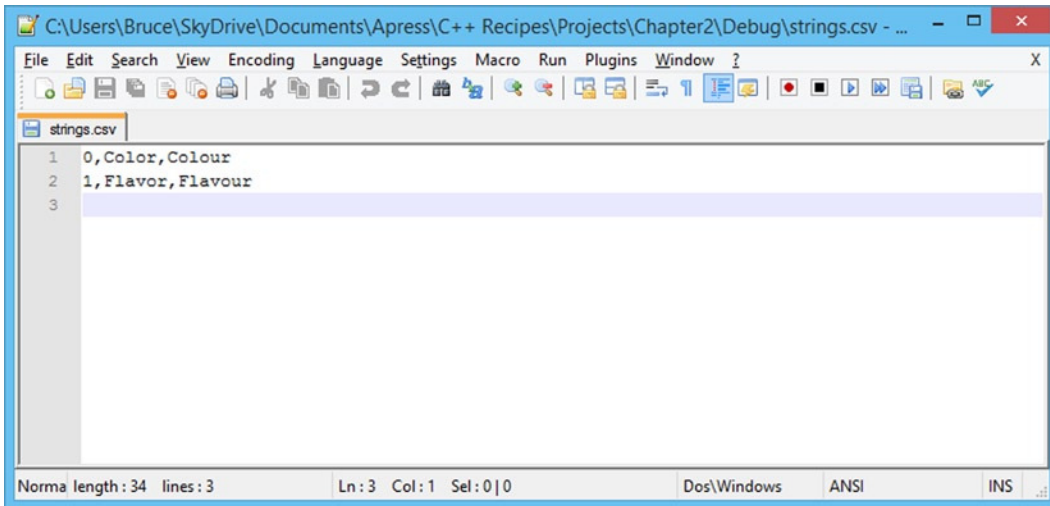 C:\Users\Bruce\SkyDrive\Documents\Apress\C++ Recipes\Projects\Chapter2\Debug\strings.csv - ...
File Edit Search View Encoding Language Settings Macro Run Plugins Window ? X
strings.csv
1 0,Color,Colour
2 1,Flavor,Flavour
3
Norma length : 34 lines : 3 Ln : 3 Col : 1 Sel : 0 | 0 Dos\Windows ANSI INS